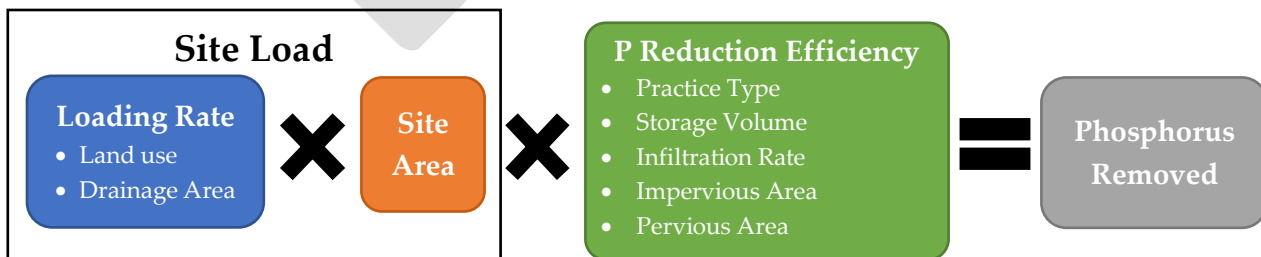 Site Load
Loading Rate
• Land use
• Drainage Area
Site
Area
P Reduction Efficiency
• Practice Type
• Storage Volume
• Infiltration Rate
• Impervious Area
• Pervious Area
Phosphorus
Removed